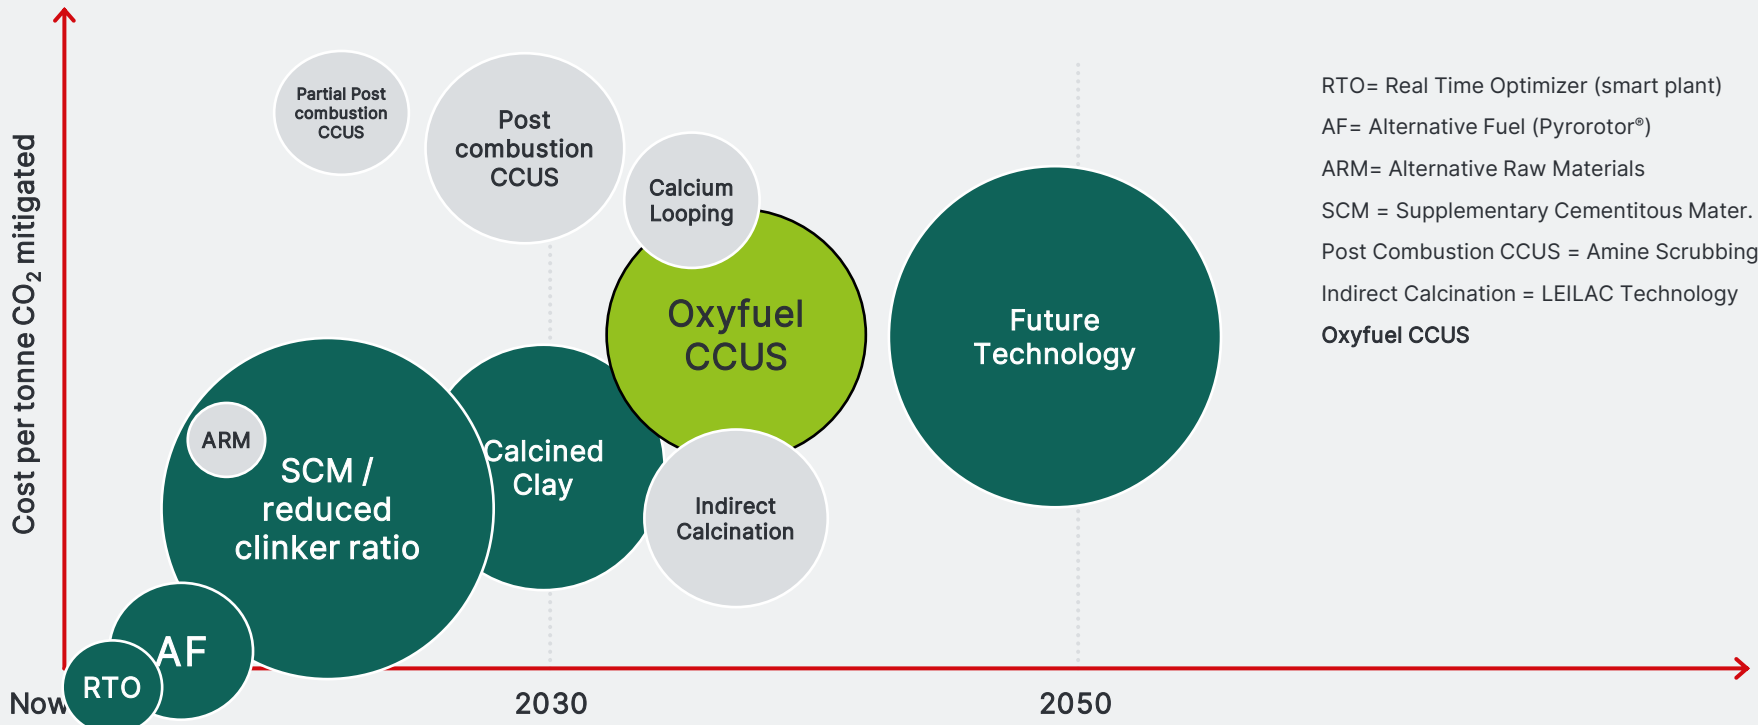 Cost per tonne CO₂ mitigated
Partial Post
combustion
CCUS
Post
combustion
CCUS
Calcium
Looping
Oxyfuel
CCUS
Future
Technology
ARM
SCM /
reduced
clinker ratio
Calcined
Clay
Indirect
Calcination
AF
RTO
Now
2030
2050
RTO= Real Time Optimizer (smart plant)
AF= Alternative Fuel (Pyrorotor®)
ARM= Alternative Raw Materials
SCM = Supplementary Cementitous Mater.
Post Combustion CCUS = Amine Scrubbing
Indirect Calcination = LEILAC Technology
Oxyfuel CCUS